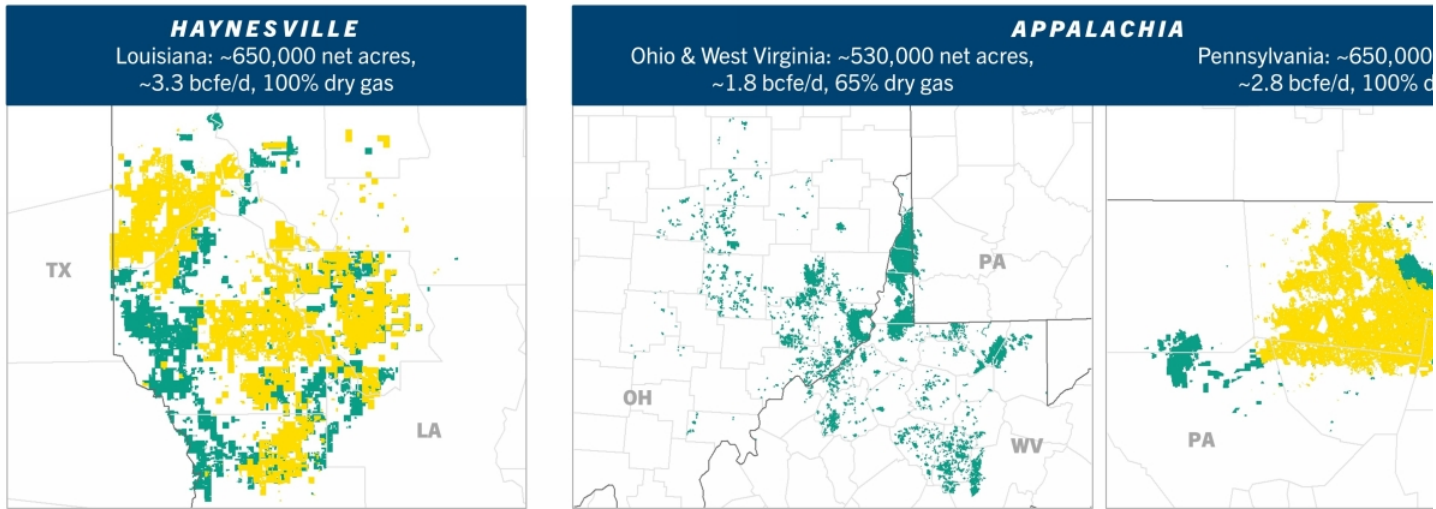 HAYNESVILLE
Louisiana: ~650,000 net acres,
~3.3 bcfe/d, 100% dry gas
APPALACHIA
Ohio & West Virginia: ~530,000 net acres,
~1.8 bcfe/d, 65% dry gas
Pennsylvania: ~650,000
~2.8 bcfe/d, 100% d
TX
LA
OH
PA
WV
PA